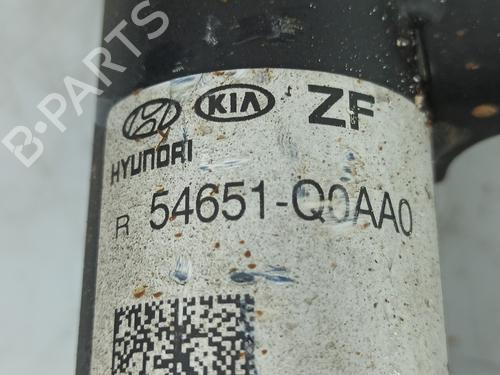 B-PARTS
KIA ZF
HYUNDAI
R 54651-Q0AA0